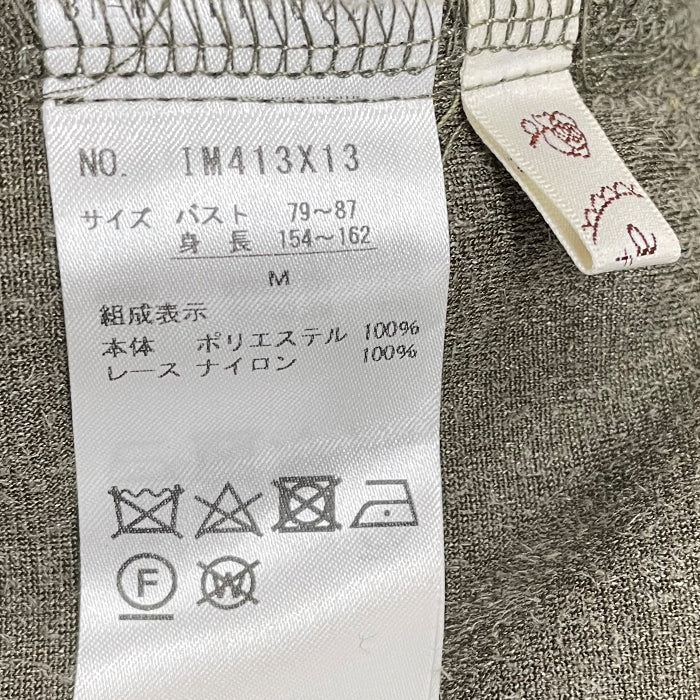 NO. IM413X13
サイズ バスト 79～87
身長 154～162
M
組成表示
本体 ポリエステル 100%
レース ナイロン 100%
F
W